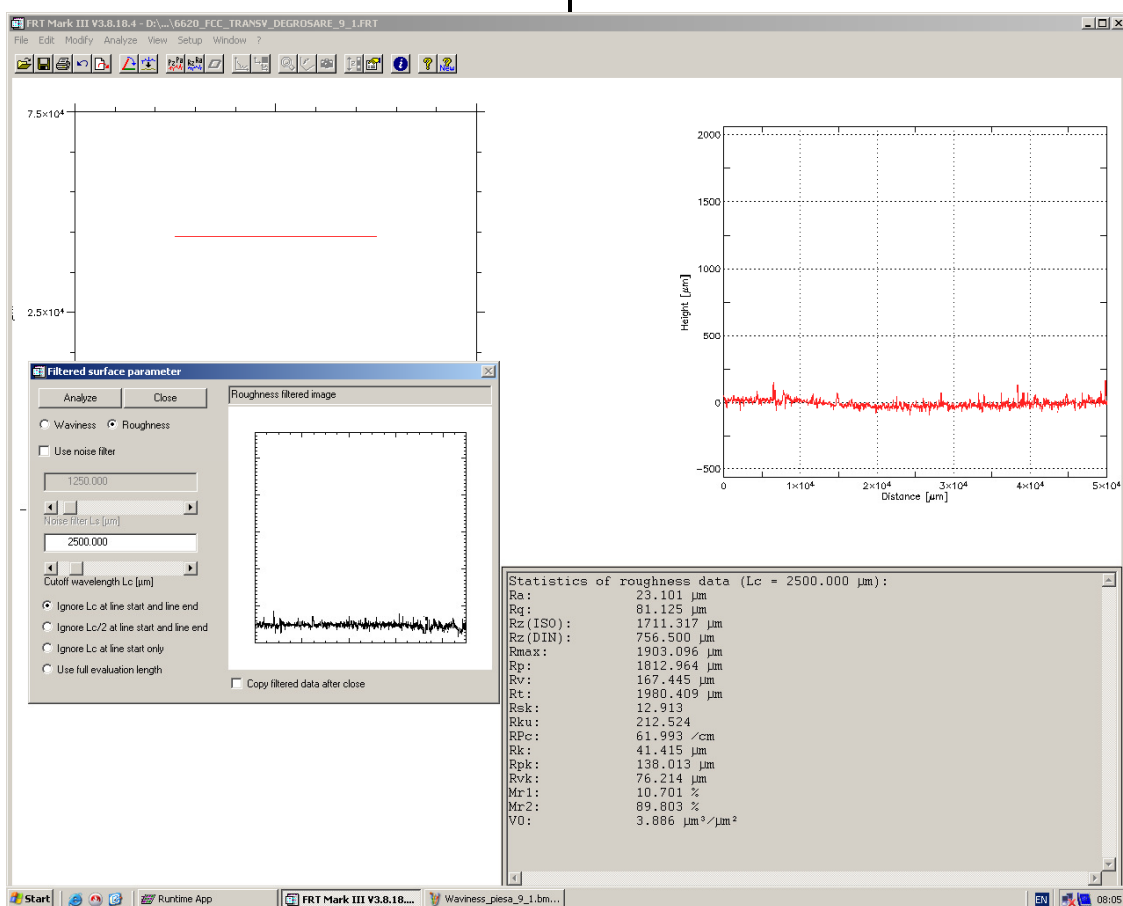 FRT Mark III V3.8.18.4 - D:\...\6620_FCC_TRANSV_DEGROSARE_9_1.FRT
File Edit Modify Analyze View Setup Window ?
7.5×10⁴
2.5×10⁴
2000
1500
1000
500
0
-500
Height [µm]
0 1×10⁴ 2×10⁴ 3×10⁴ 4×10⁴ 5×10⁴
Distance [µm]
Filtered surface parameter
Analyze Close
Roughness filtered image
Waviness Roughness
Use noise filter
1250.000
Noise filter Ls [µm]
2500.000
Cutoff wavelength Lc [µm]
Ignore Lc at line start and line end
Ignore Lc/2 at line start and line end
Ignore Lc at line start only
Use full evaluation length
Copy filtered data after close
Statistics of roughness data (Lc = 2500.000 µm):
Ra: 23.101 µm
Rq: 81.125 µm
Rz(ISO): 1711.317 µm
Rz(DIN): 756.500 µm
Rmax: 1903.096 µm
Rp: 1812.964 µm
Rv: 167.445 µm
Rt: 1980.409 µm
Rsk: 12.913
Rku: 212.524
RPc: 61.993 /cm
Rk: 41.415 µm
Rpk: 138.013 µm
Rvk: 76.214 µm
Mr1: 10.701 %
Mr2: 89.803 %
V0: 3.886 µm³/µm²
Start Runtime App FRT Mark III V3.8.18.... Waviness_piesa_9_1.bm... EN 08:05